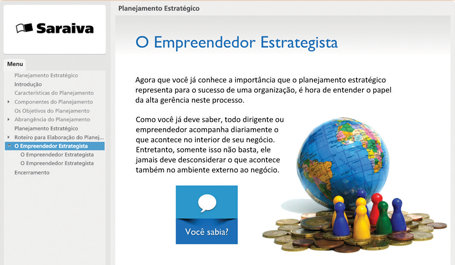 Planejamento Estratégico
Saraiva
Menu
Planejamento Estratégico
Introdução
Características do Planejamento
Componentes do Planejamento
Os Objetivos do Planejamento
Abrangência do Planejamento
Planejamento Estratégico
Roteiro para Elaboração do Planej...
O Empreendedor Estrategista
O Empreendedor Estrategista
O Empreendedor Estrategista
Encerramento
O Empreendedor Estrategista
Agora que você já conhece a importância que o planejamento estratégico
representa para o sucesso de uma organização, é hora de entender o papel
da alta gerência neste processo.
Como você já deve saber, todo dirigente ou
empreendedor acompanha diariamente o
que acontece no interior de seu negócio.
Entretanto, somente isso não basta, ele
jamais deve desconsiderar o que acontece
também no ambiente externo ao negócio.
Você sabia?